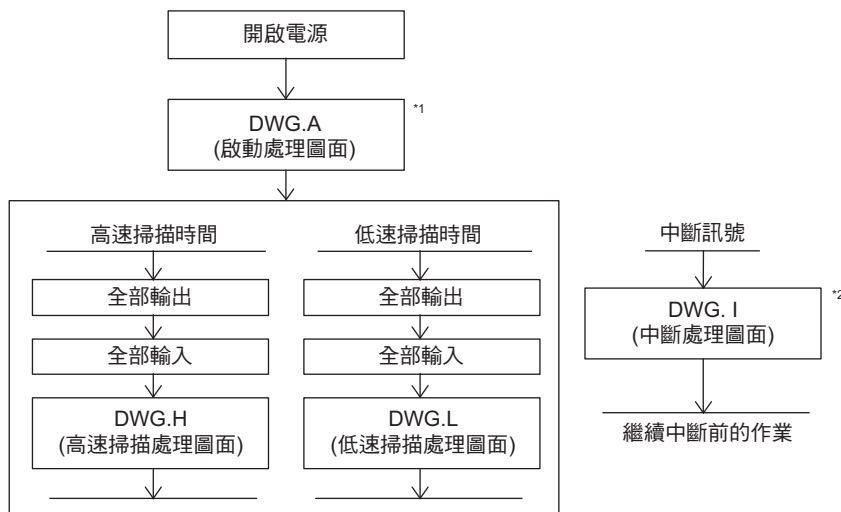 開啟電源
DWG.A
(啟動處理圖面)
*1
高速掃描時間
全部輸出
全部輸入
DWG.H
(高速掃描處理圖面)
低速掃描時間
全部輸出
全部輸入
DWG.L
(低速掃描處理圖面)
中斷訊號
DWG. I
(中斷處理圖面)
*2
繼續中斷前的作業